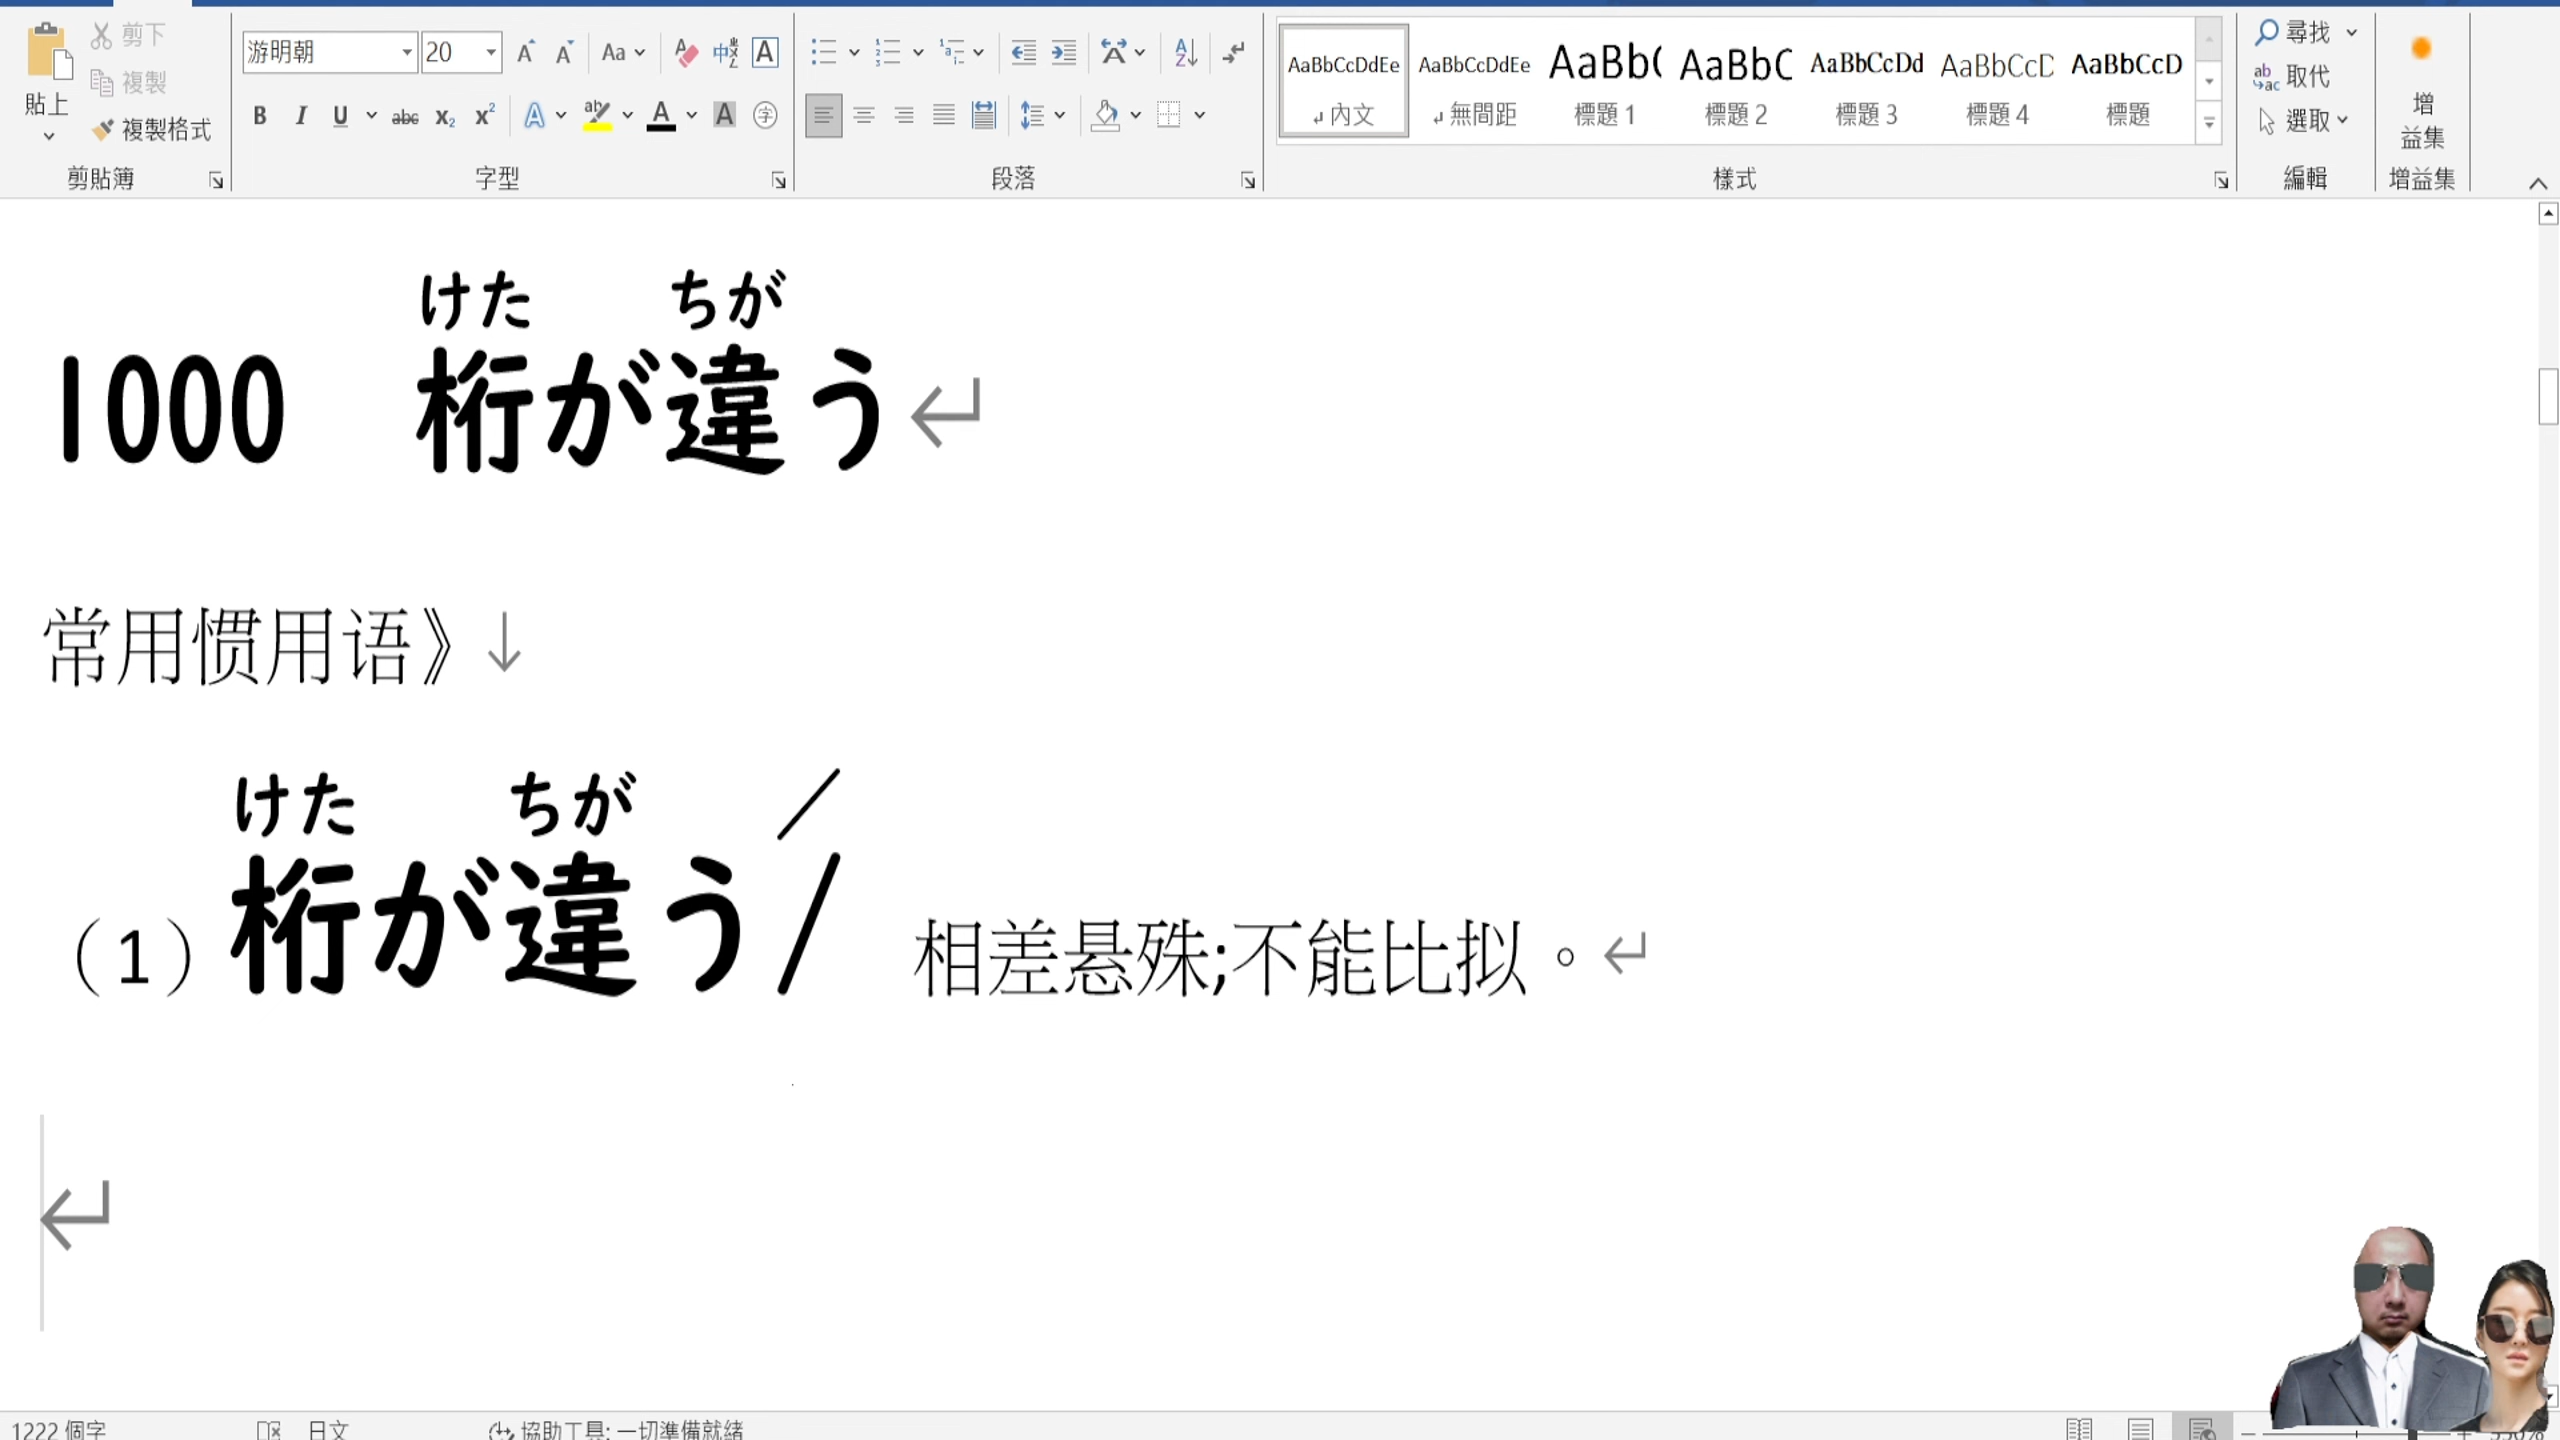 剪下
複製
貼上
複製格式
剪貼簿
游明朝 20
字型
段落
AaBbCcDdEe AaBbCcDdEe AaBb( AaBbC AaBbCcDd AaBbCcD AaBbCcD
內文 無間距 標題 1 標題 2 標題 3 標題 4 標題
樣式
尋找
取代
選取
編輯
增
益集
增益集
けた ちが
1000 桁が違う
常用惯用语》
けた ちが /
（1）桁が違う/ 相差悬殊;不能比拟。
1222 個字 日文 協助工具: 一切準備就緒